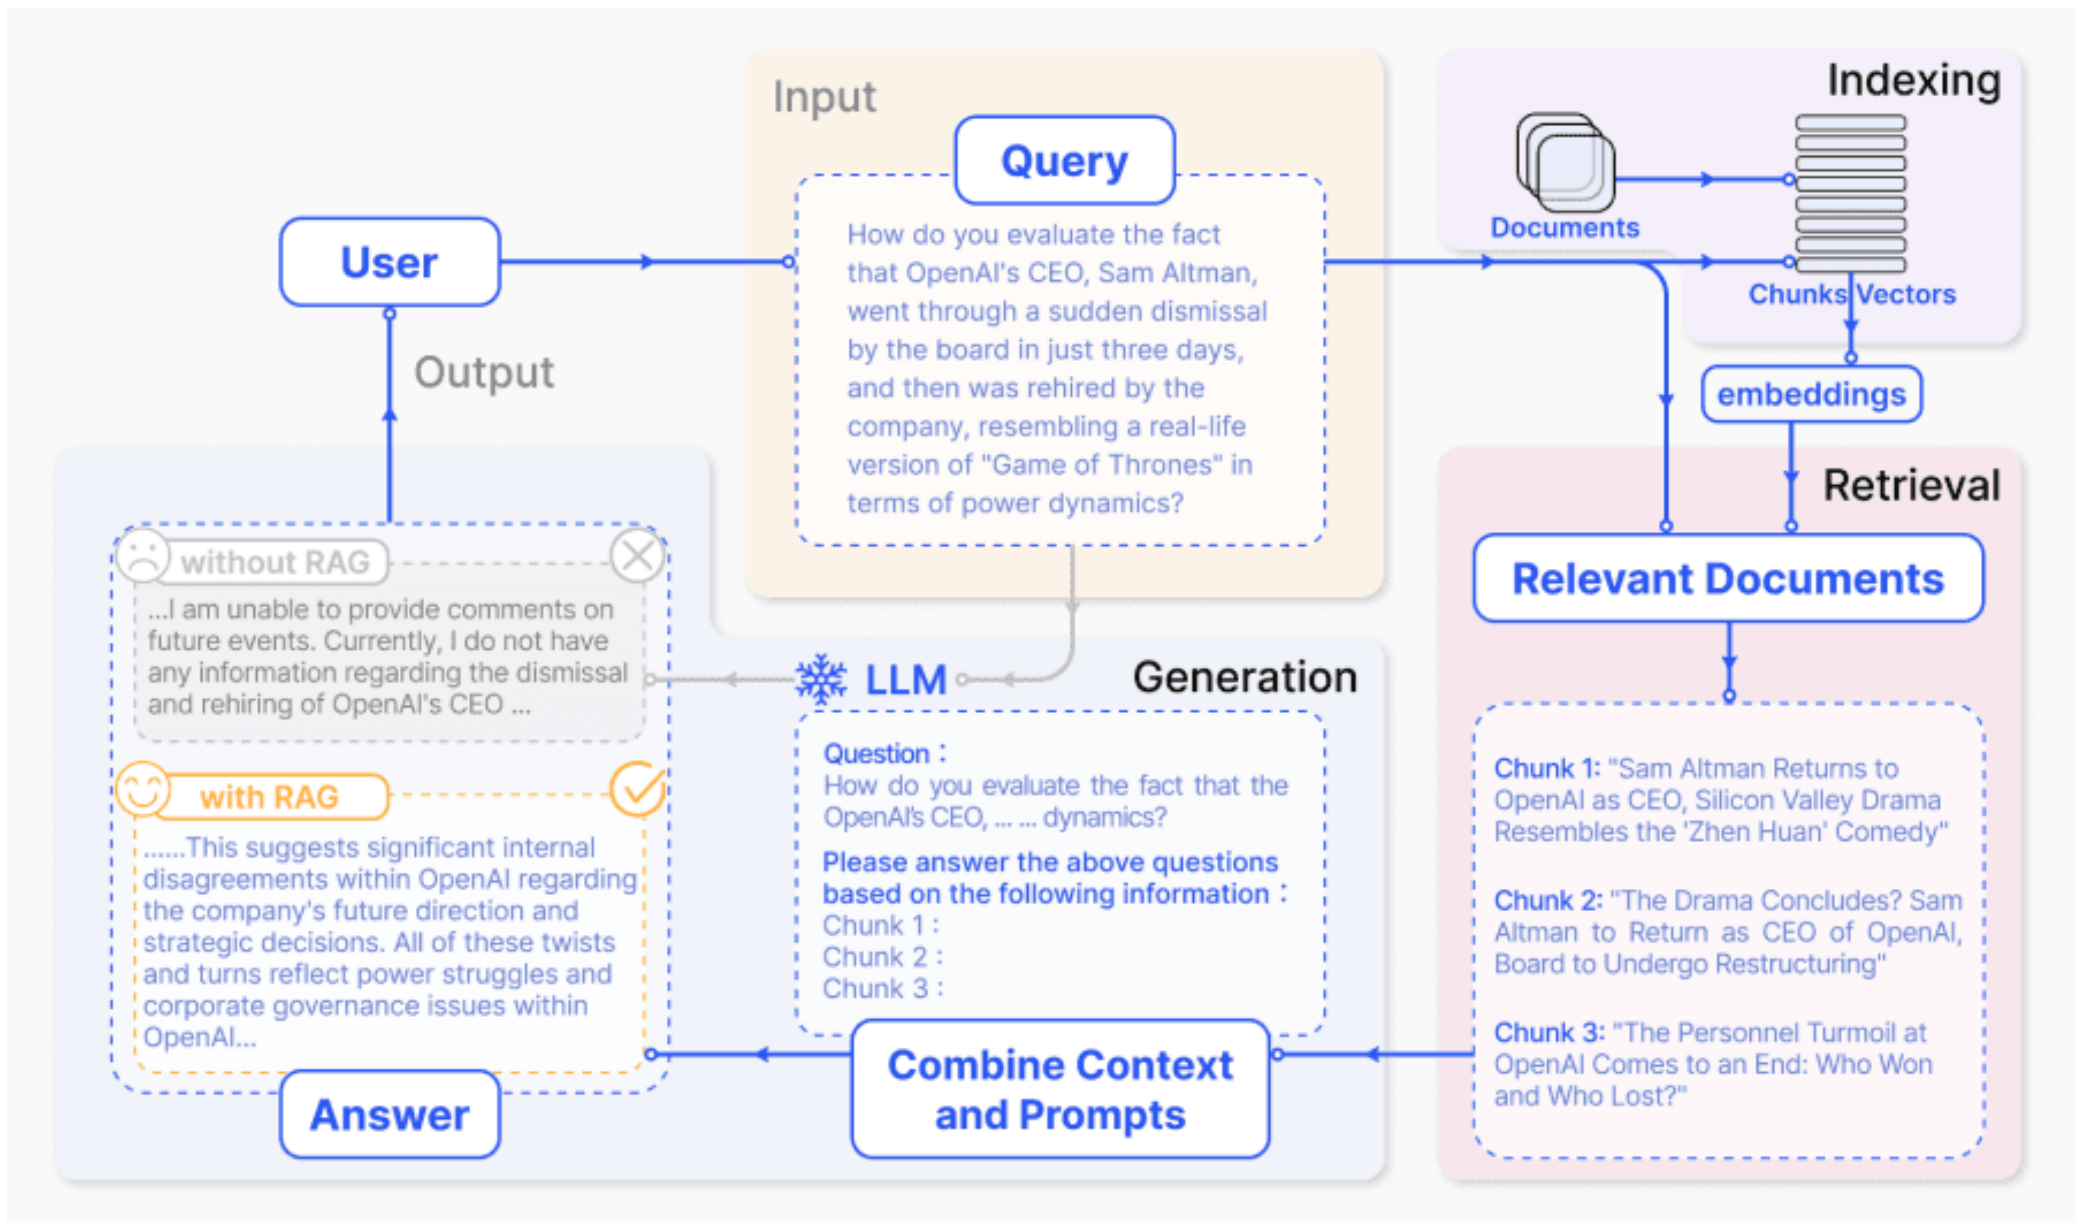 Input
Query
How do you evaluate the fact
that OpenAI's CEO, Sam Altman,
went through a sudden dismissal
by the board in just three days,
and then was rehired by the
company, resembling a real-life
version of "Game of Thrones" in
terms of power dynamics?
Indexing
Documents
Chunks Vectors
embeddings
User
Output
Retrieval
Relevant Documents
Chunk 1: "Sam Altman Returns to
OpenAI as CEO, Silicon Valley Drama
Resembles the 'Zhen Huan' Comedy"
Chunk 2: "The Drama Concludes? Sam
Altman to Return as CEO of OpenAI,
Board to Undergo Restructuring"
Chunk 3: "The Personnel Turmoil at
OpenAI Comes to an End: Who Won
and Who Lost?"
Generation
LLM
Question :
How do you evaluate the fact that the
OpenAI's CEO, ... ... dynamics?
Please answer the above questions
based on the following information :
Chunk 1 :
Chunk 2 :
Chunk 3 :
Combine Context
and Prompts
without RAG
...I am unable to provide comments on
future events. Currently, I do not have
any information regarding the dismissal
and rehiring of OpenAI's CEO ...
with RAG
......This suggests significant internal
disagreements within OpenAI regarding
the company's future direction and
strategic decisions. All of these twists
and turns reflect power struggles and
corporate governance issues within
OpenAI...
Answer